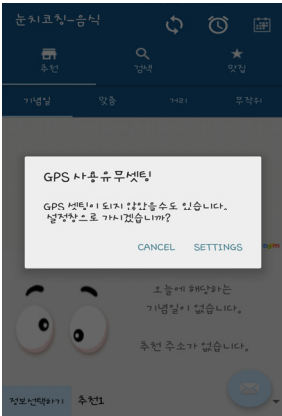 눈치코칭-음식
추천 검색 맛집
기념일 맞춤 거리 무작위
GPS 사용유무셋팅
GPS 셋팅이 되지 않았을수도 있습니다.
설정창으로 가시겠습니까?
CANCEL SETTINGS
오늘에 해당하는
기념일이 없습니다.
추천 주소가 없습니다.
정보선택하기 추천1